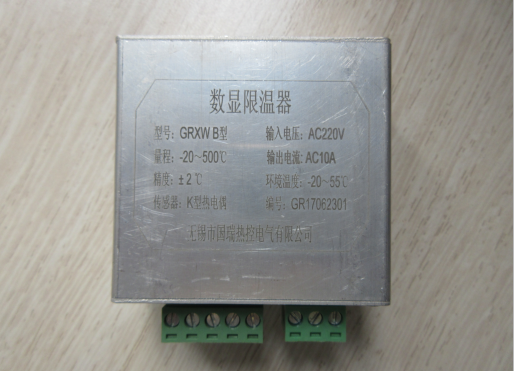 数显限温器
型号：GRXW B型 输入电压：AC220V
量程：-20～500℃ 输出电流：AC10A
精度：±2℃ 环境温度：-20～55℃
传感器：K型热电偶 编号：GR17062301
无锡市国瑞热控电气有限公司